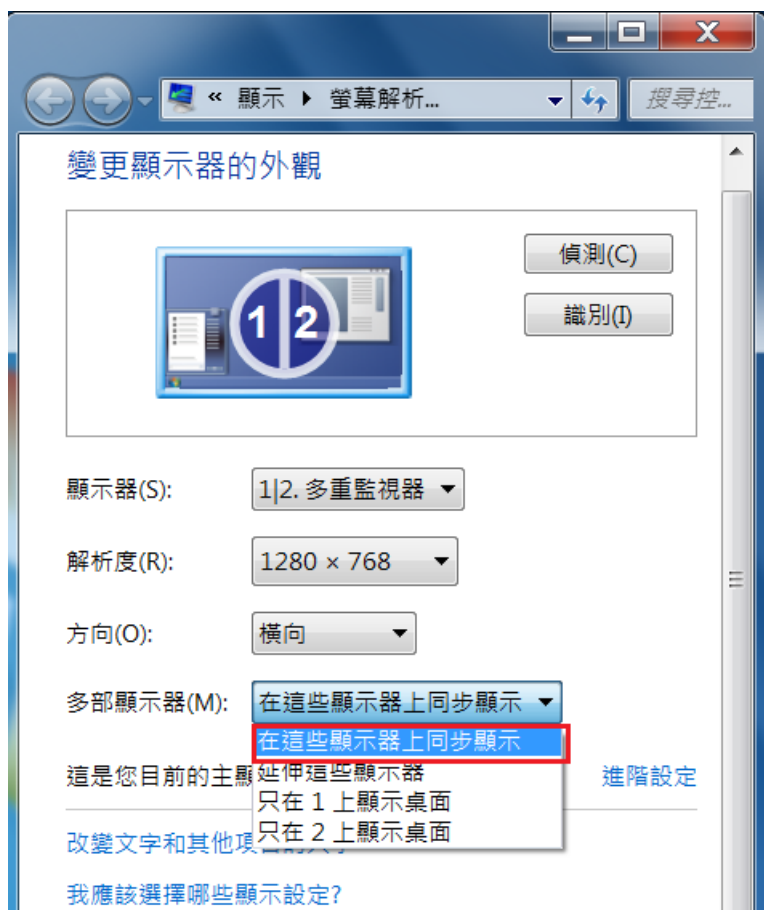 X
« 顯示 ▶ 螢幕解析...
搜尋控...
變更顯示器的外觀
1 2
偵測(C)
識別(I)
顯示器(S): 1|2. 多重監視器
解析度(R): 1280 × 768
方向(O): 橫向
多部顯示器(M): 在這些顯示器上同步顯示
在這些顯示器上同步顯示
這是您目前的主顯 延伸這些顯示器 進階設定
只在 1 上顯示桌面
改變文字和其他項 只在 2 上顯示桌面
我應該選擇哪些顯示設定?